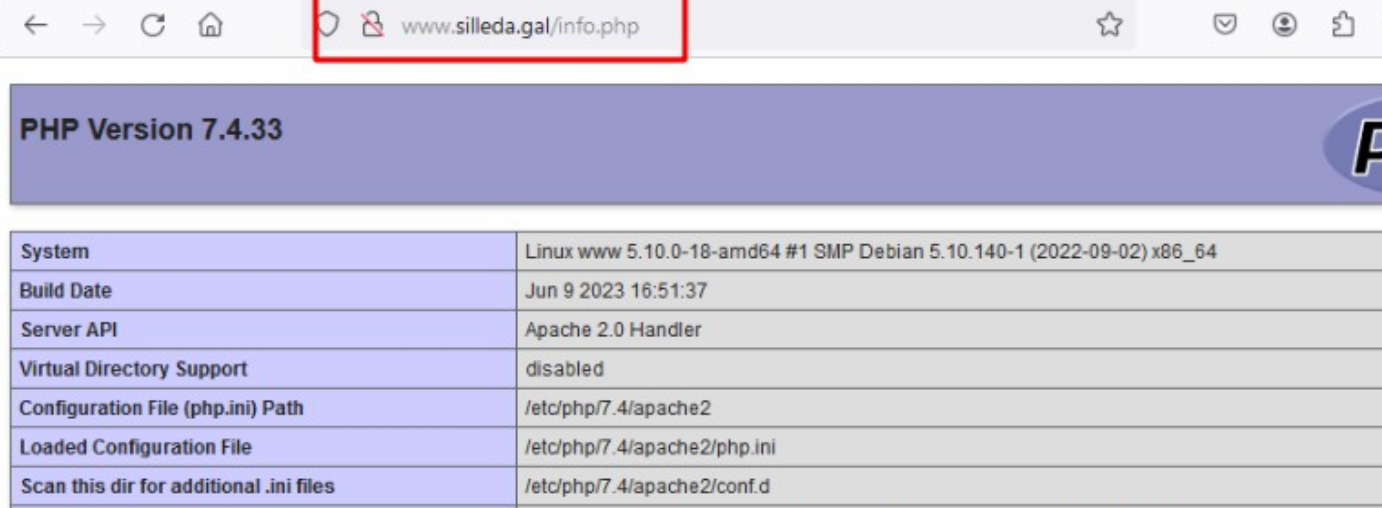 www.silleda.gal/info.php
PHP Version 7.4.33
System Linux www 5.10.0-18-amd64 #1 SMP Debian 5.10.140-1 (2022-09-02) x86_64
Build Date Jun 9 2023 16:51:37
Server API Apache 2.0 Handler
Virtual Directory Support disabled
Configuration File (php.ini) Path /etc/php/7.4/apache2
Loaded Configuration File /etc/php/7.4/apache2/php.ini
Scan this dir for additional .ini files /etc/php/7.4/apache2/conf.d